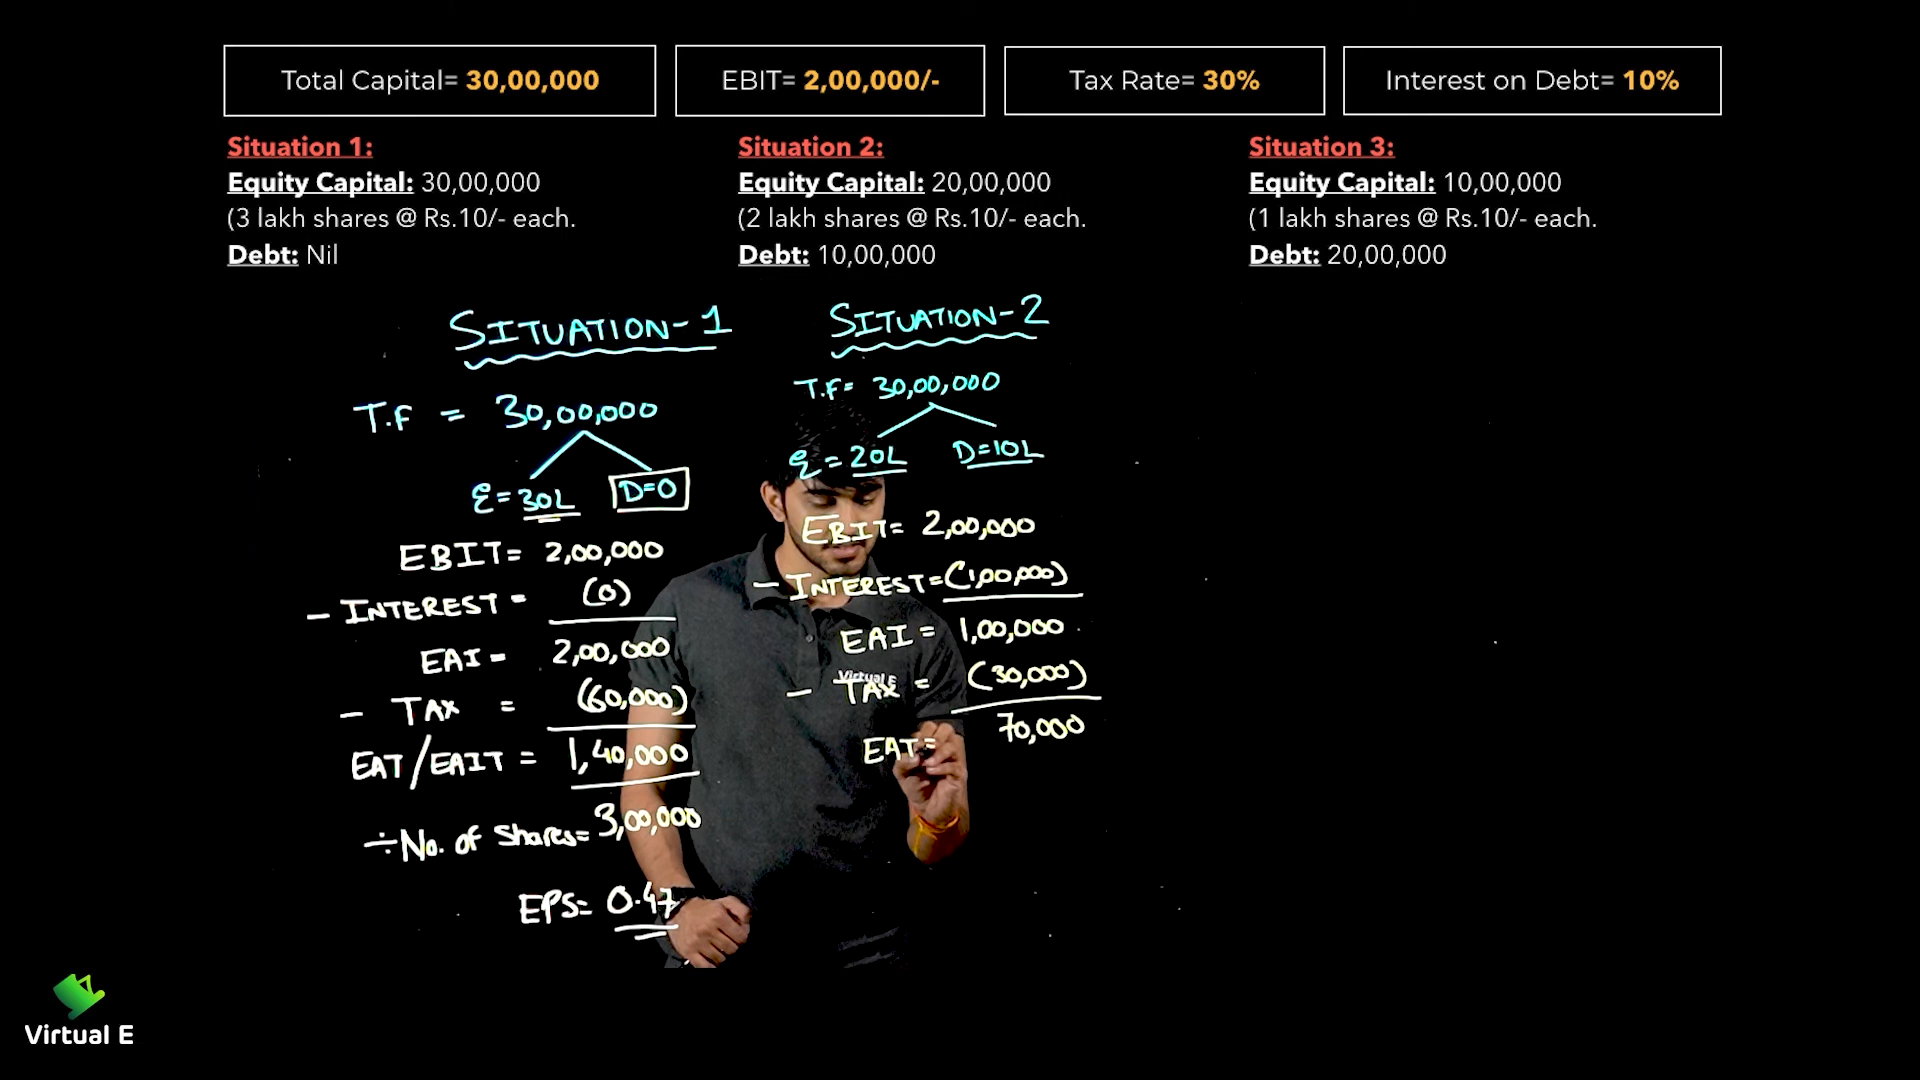 Total Capital= 30,00,000
EBIT= 2,00,000/-
Tax Rate= 30%
Interest on Debt= 10%
Situation 1:
Equity Capital: 30,00,000
(3 lakh shares @ Rs.10/- each.
Debt: Nil
Situation 2:
Equity Capital: 20,00,000
(2 lakh shares @ Rs.10/- each.
Debt: 10,00,000
Situation 3:
Equity Capital: 10,00,000
(1 lakh shares @ Rs.10/- each.
Debt: 20,00,000
SITUATION-1
T.F = 30,00,000
E=30L D=0
EBIT= 2,00,000
- INTEREST= (0)
EAI= 2,00,000
- TAX = (60,000)
EAT/EAIT = 1,40,000
÷No. of Shares= 3,00,000
EPS= 0.47
SITUATION-2
T.F= 30,00,000
E=20L D=10L
EBIT= 2,00,000
- INTEREST=(1,00,000)
EAI= 1,00,000
- TAX = (30,000)
EAT= 70,000
Virtual E
Virtual E